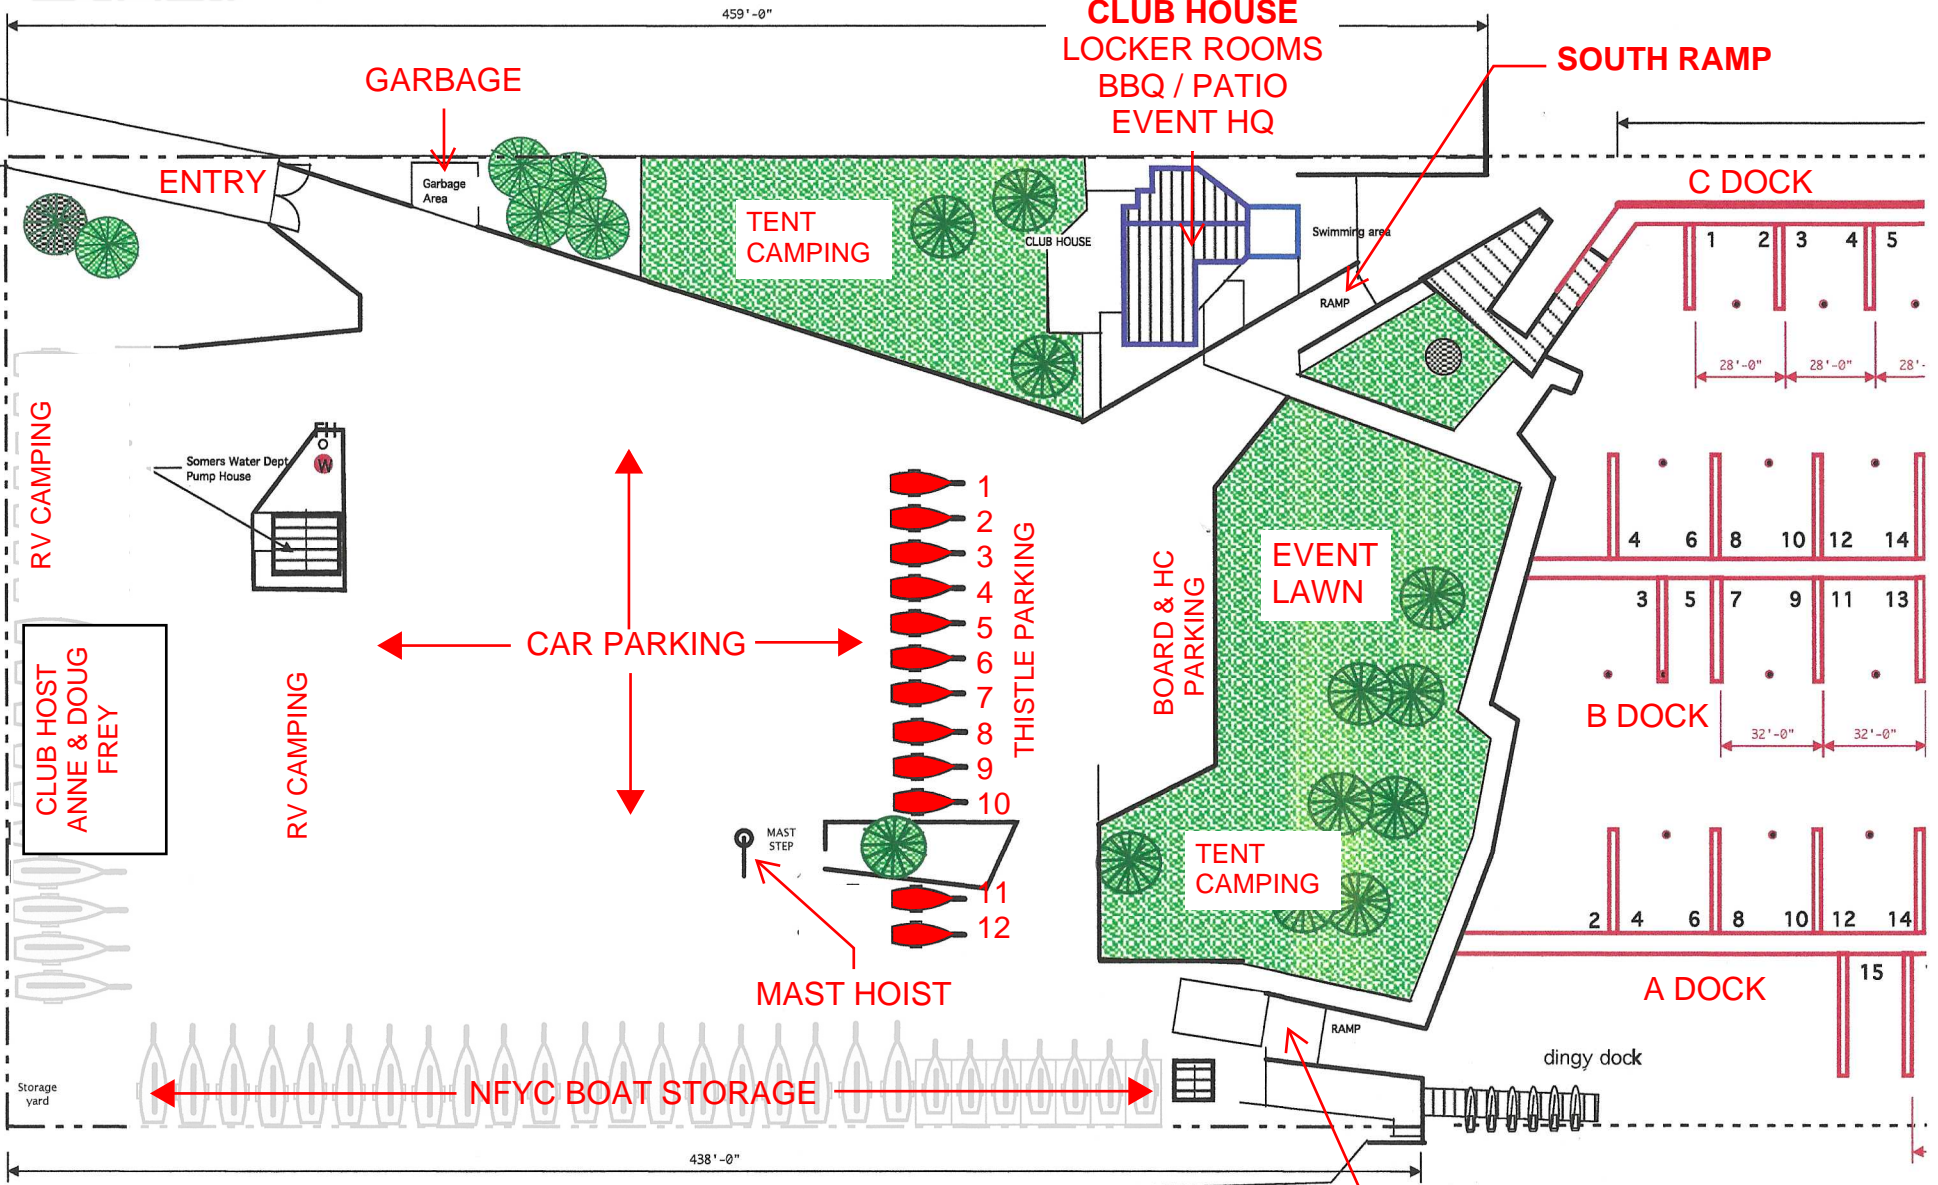 459'-0"
CLUB HOUSE
LOCKER ROOMS
BBQ / PATIO
EVENT HQ
SOUTH RAMP
GARBAGE
ENTRY
Garbage
Area
TENT
CAMPING
CLUB HOUSE
Swimming area
RAMP
C DOCK
1 2 3 4 5
28'-0" 28'-0" 28'-
RV CAMPING
FH
W
Somers Water Dept
Pump House
CAR PARKING
1
2
3
4
5
6
7
8
9
10
11
12
THISTLE PARKING
BOARD & HC
PARKING
EVENT
LAWN
4 6 8 10 12 14
3 5 7 9 11 13
B DOCK
32'-0" 32'-0"
CLUB HOST
ANNE & DOUG
FREY
RV CAMPING
MAST
STEP
MAST HOIST
TENT
CAMPING
2 4 6 8 10 12 14
15
A DOCK
RAMP
dingy dock
Storage
yard
NFYC BOAT STORAGE
438'-0"